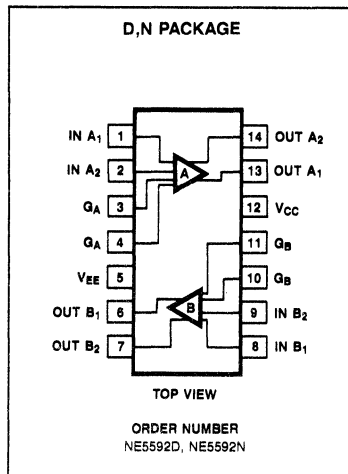 D,N PACKAGE
IN A1 1 14 OUT A2
IN A2 2 A 13 OUT A1
GA 3 12 VCC
GA 4 11 GB
VEE 5 10 GB
OUT B1 6 B 9 IN B2
OUT B2 7 8 IN B1
TOP VIEW
ORDER NUMBER
NE5592D, NE5592N